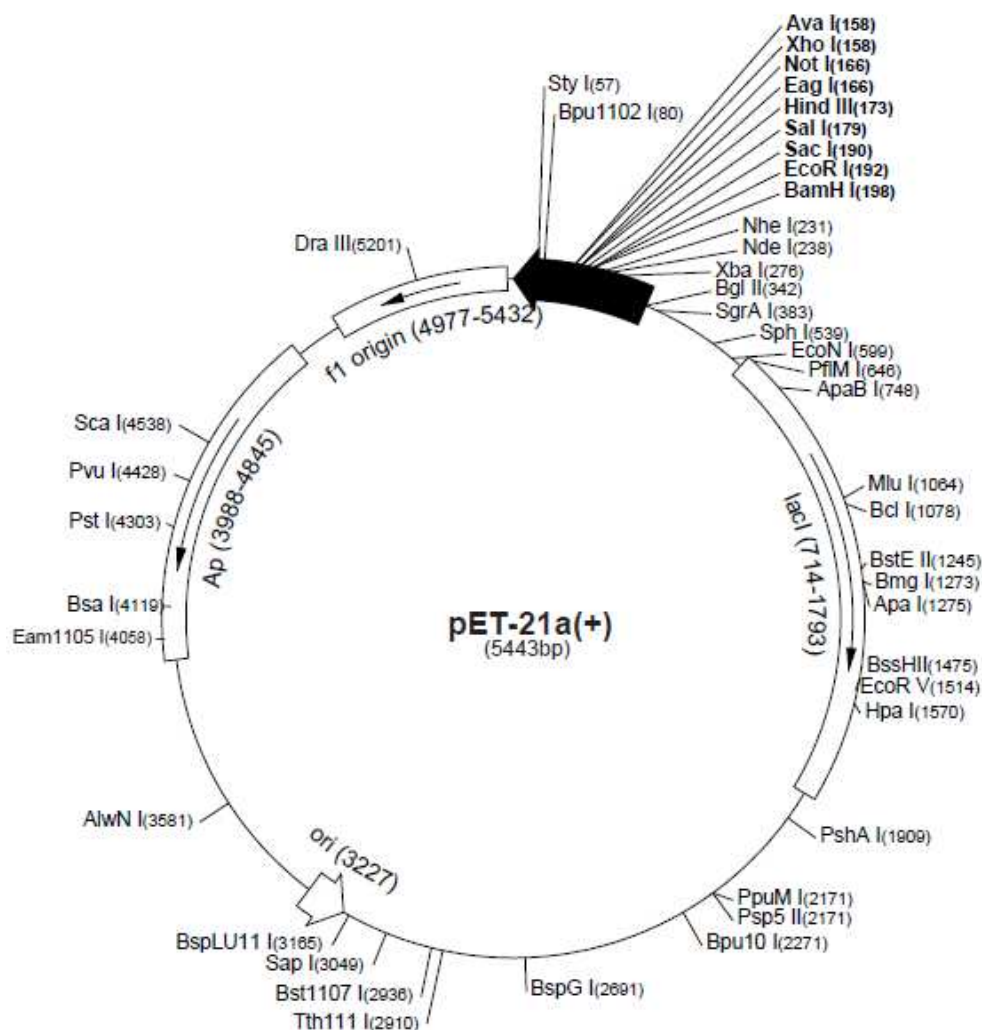 Ava I(158)
Xho I(158)
Not I(166)
Eag I(166)
Hind III(173)
Sal I(179)
Sac I(190)
EcoR I(192)
BamH I(198)
Sty I(57)
Bpu1102 I(80)
Nhe I(231)
Nde I(238)
Xba I(276)
Bgl II(342)
SgrA I(383)
Sph I(539)
EcoN I(599)
PflM I(646)
ApaB I(748)
Dra III(5201)
f1 origin (4977-5432)
Sca I(4538)
Pvu I(4428)
Pst I(4303)
Ap (3988-4845)
Bsa I(4119)
Eam1105 I(4058)
lacI (714-1793)
Mlu I(1064)
Bcl I(1078)
BstE II(1245)
Bmg I(1273)
Apa I(1275)
pET-21a(+)
(5443bp)
BssHII(1475)
EcoR V(1514)
Hpa I(1570)
AlwN I(3581)
ori (3227)
PshA I(1909)
PpuM I(2171)
Psp5 II(2171)
Bpu10 I(2271)
BspLU11 I(3165)
Sap I(3049)
Bst1107 I(2936)
Tth111 I(2910)
BspG I(2691)